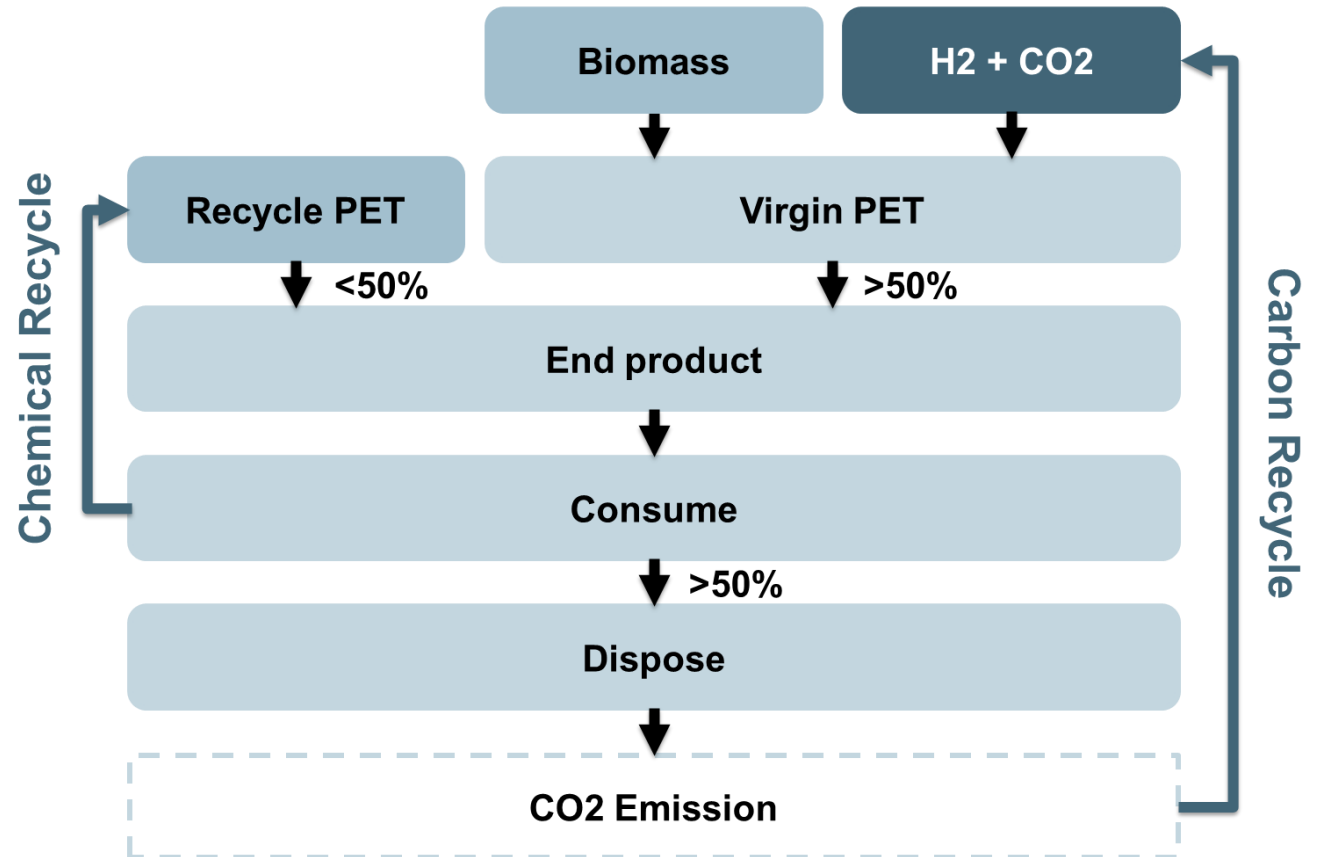 Biomass
H2 + CO2
Recycle PET
Virgin PET
<50%
>50%
End product
Consume
>50%
Dispose
CO2 Emission
Chemical Recycle
Carbon Recycle